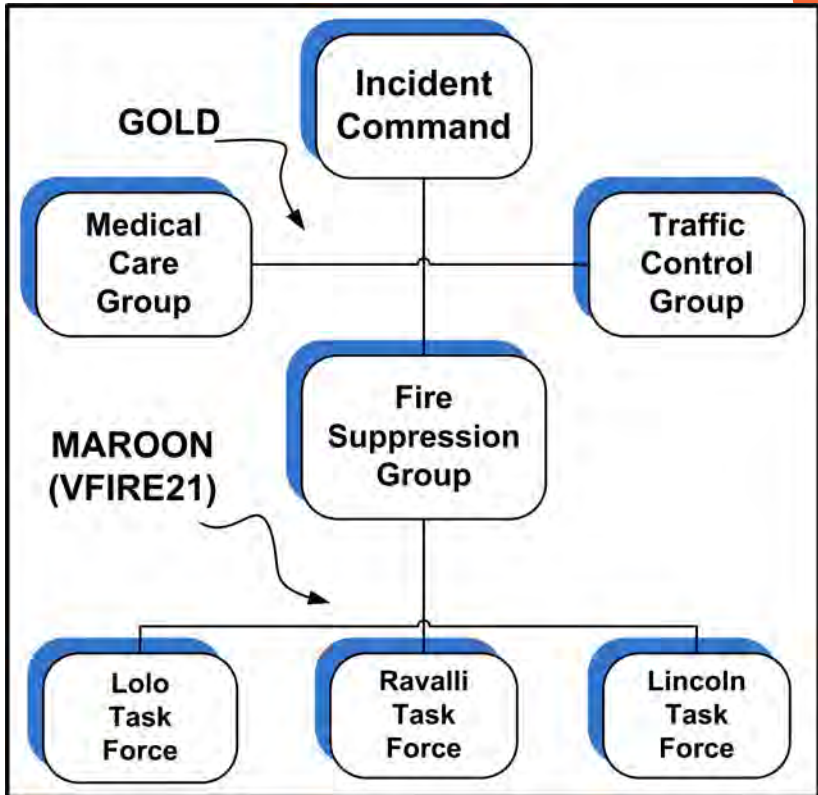 Incident
Command
GOLD
Medical
Care
Group
Traffic
Control
Group
Fire
Suppression
Group
MAROON
(VFIRE21)
Lolo
Task
Force
Ravalli
Task
Force
Lincoln
Task
Force